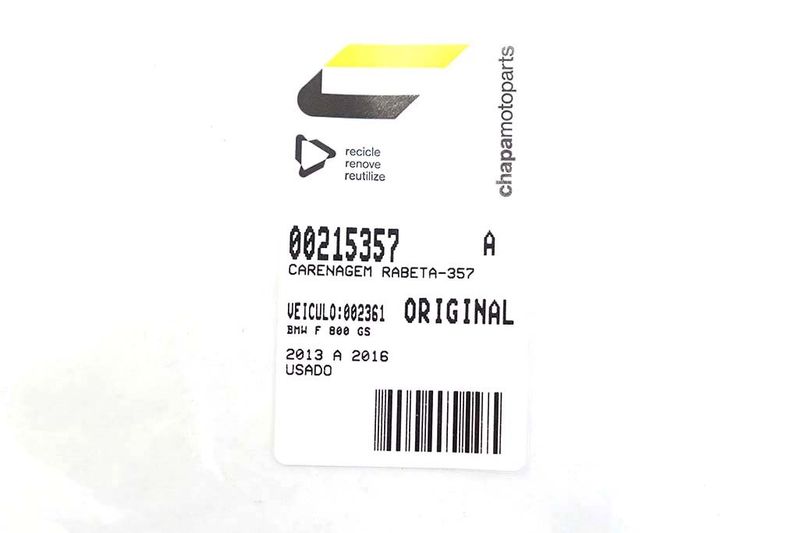 chapamotoparts
recicle
renove
reutilize
00215357 A
CARENAGEM RABETA-357
VEICULO:002361 ORIGINAL
BMW F 800 GS
2013 A 2016
USADO